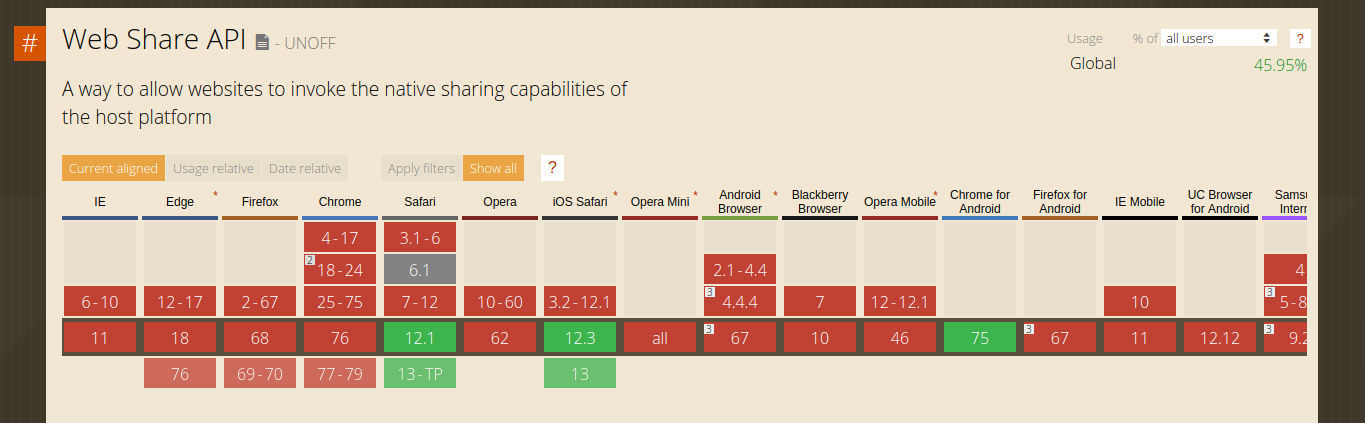 #
Web Share API - UNOFF
Usage % of all users ?
Global 45.95%
A way to allow websites to invoke the native sharing capabilities of
the host platform
Current aligned Usage relative Date relative Apply filters Show all ?
IE Edge * Firefox Chrome Safari Opera iOS Safari * Opera Mini * Android Browser * Blackberry Browser Opera Mobile * Chrome for Android Firefox for Android IE Mobile UC Browser for Android Sams Interr
4-17 3.1-6
2 18-24 6.1 2.1-4.4 4
6-10 12-17 2-67 25-75 7-12 10-60 3.2-12.1 3 4.4.4 7 12-12.1 10 3 5-8
11 18 68 76 12.1 62 12.3 all 3 67 10 46 75 3 67 11 12.12 3 9.2
76 69-70 77-79 13-TP 13